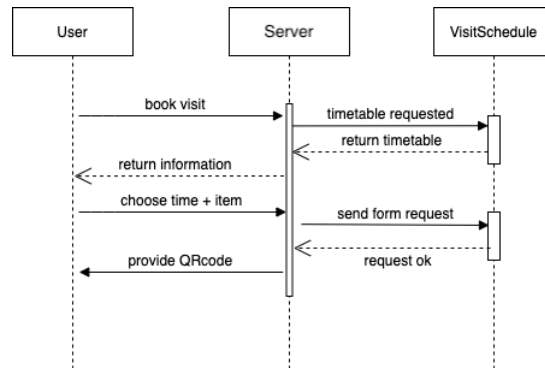 User
Server
VisitSchedule
book visit
timetable requested
return timetable
return information
choose time + item
send form request
request ok
provide QRcode